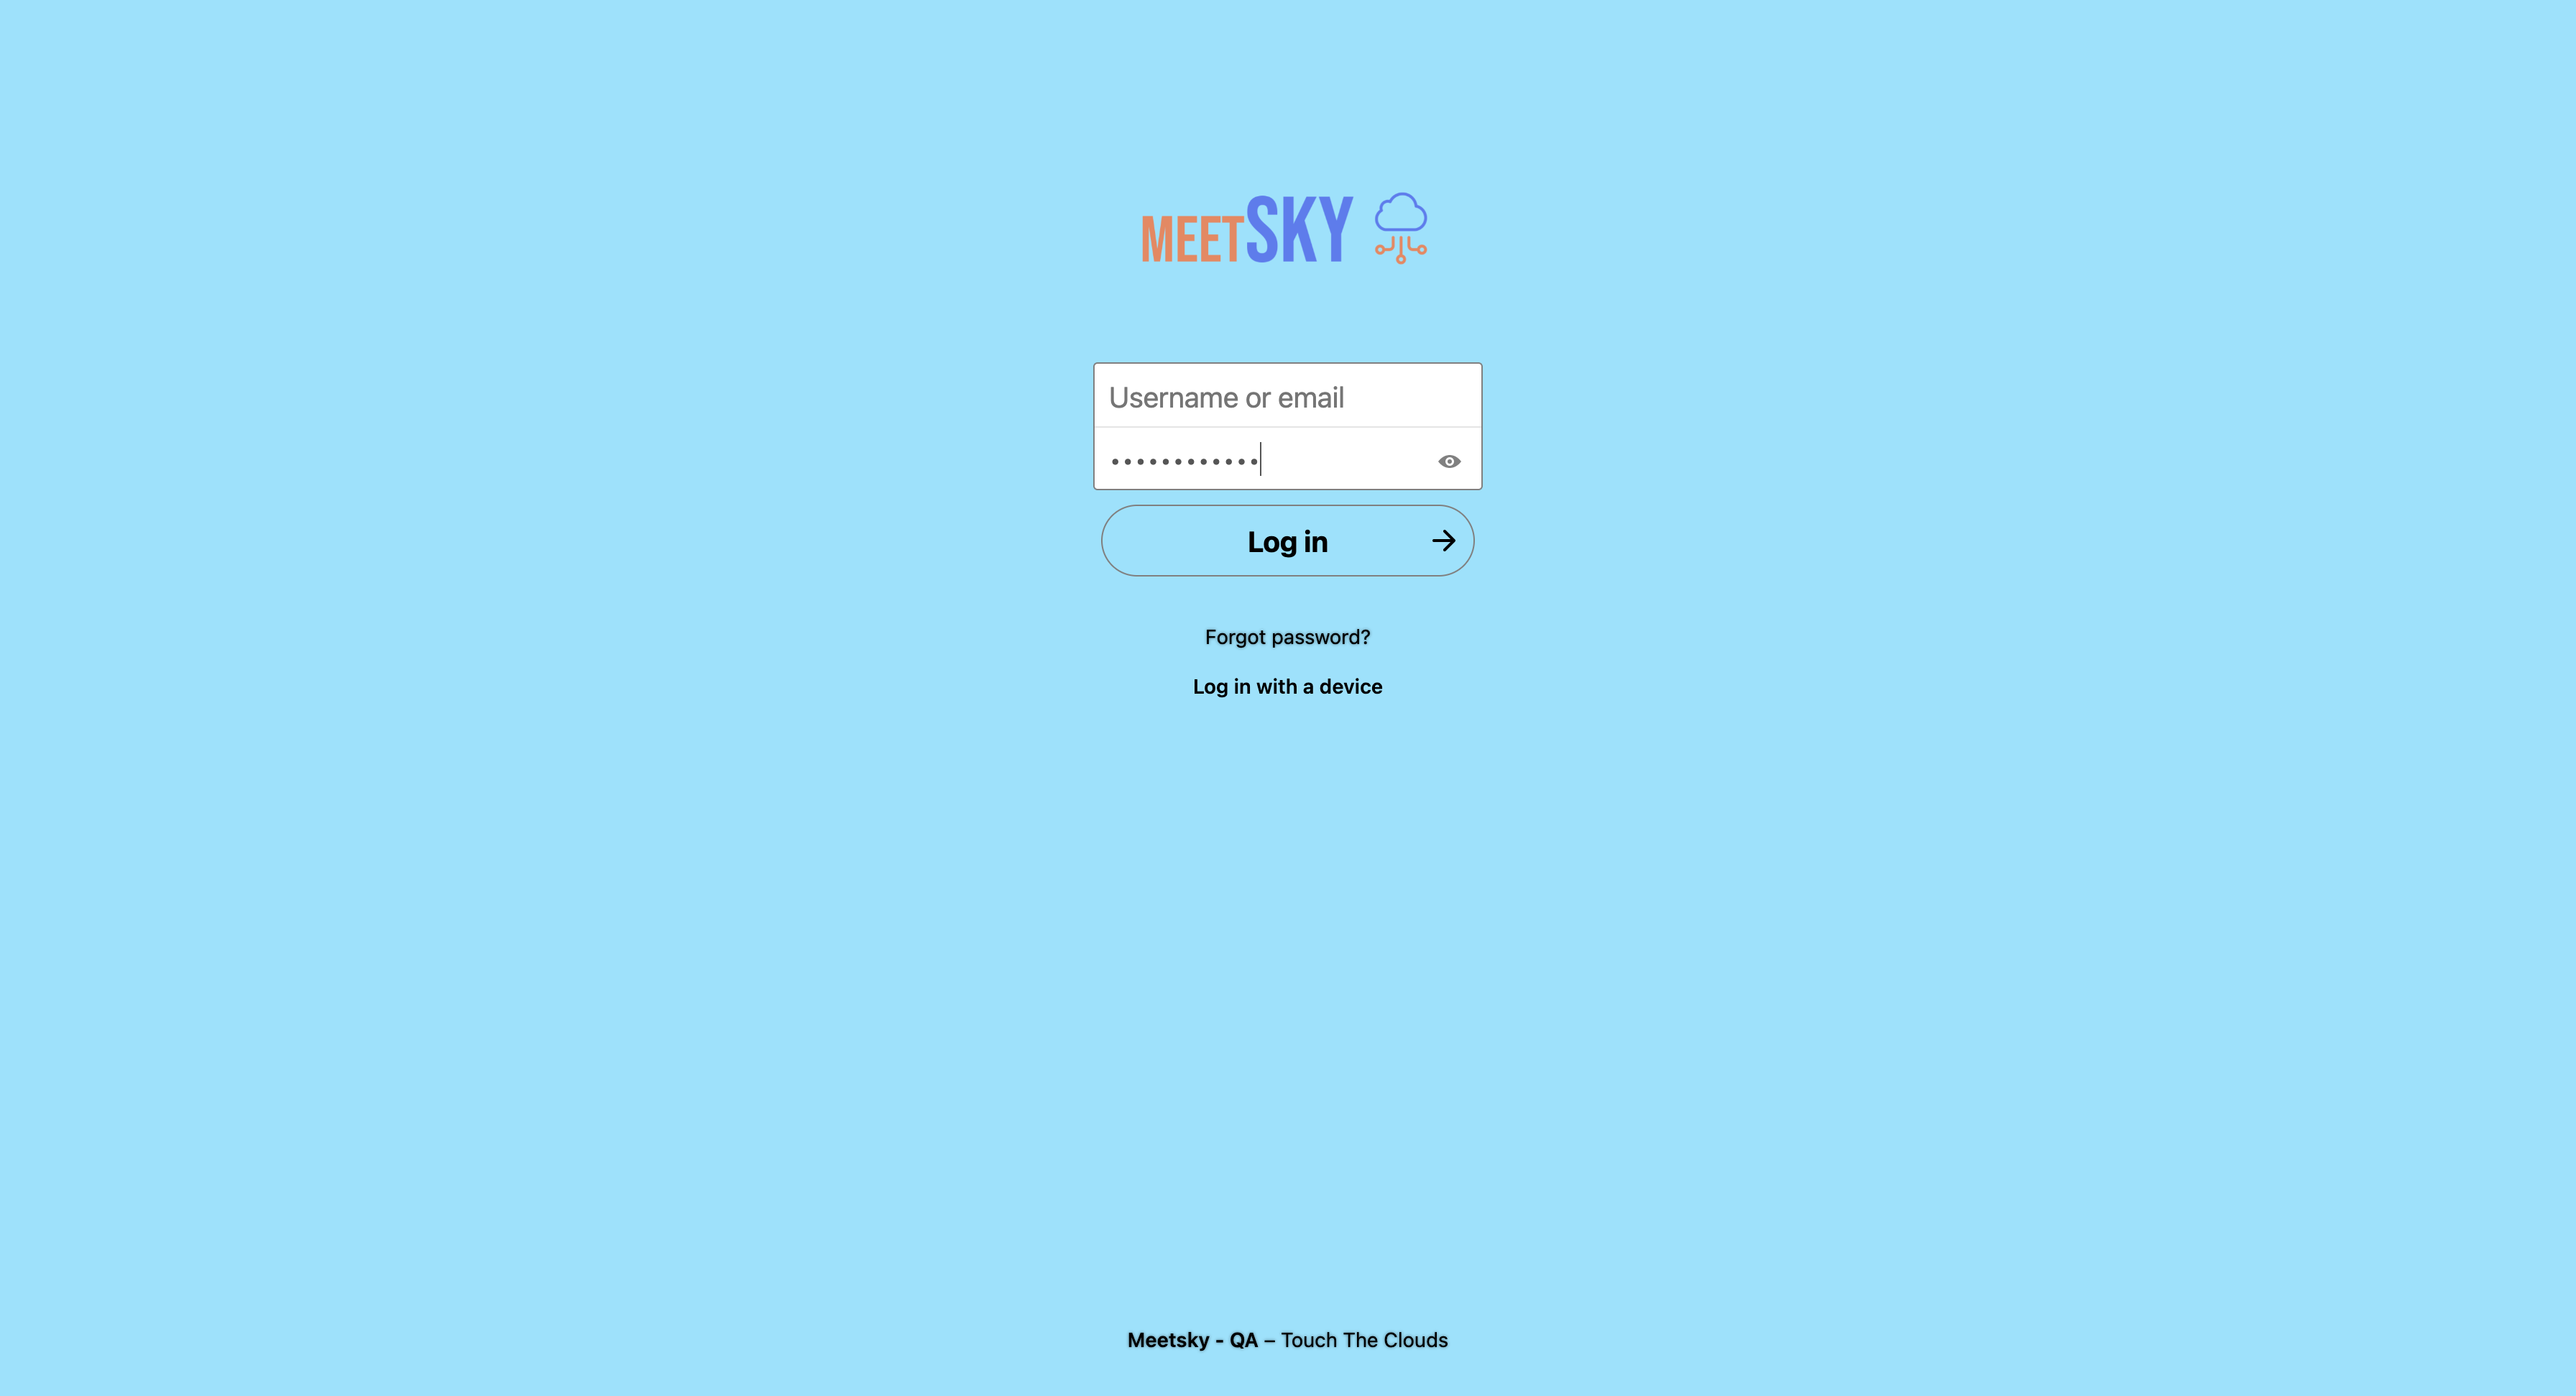 MEETSKY
Username or email
••••••••••••
Log in
Forgot password?
Log in with a device
Meetsky - QA – Touch The Clouds